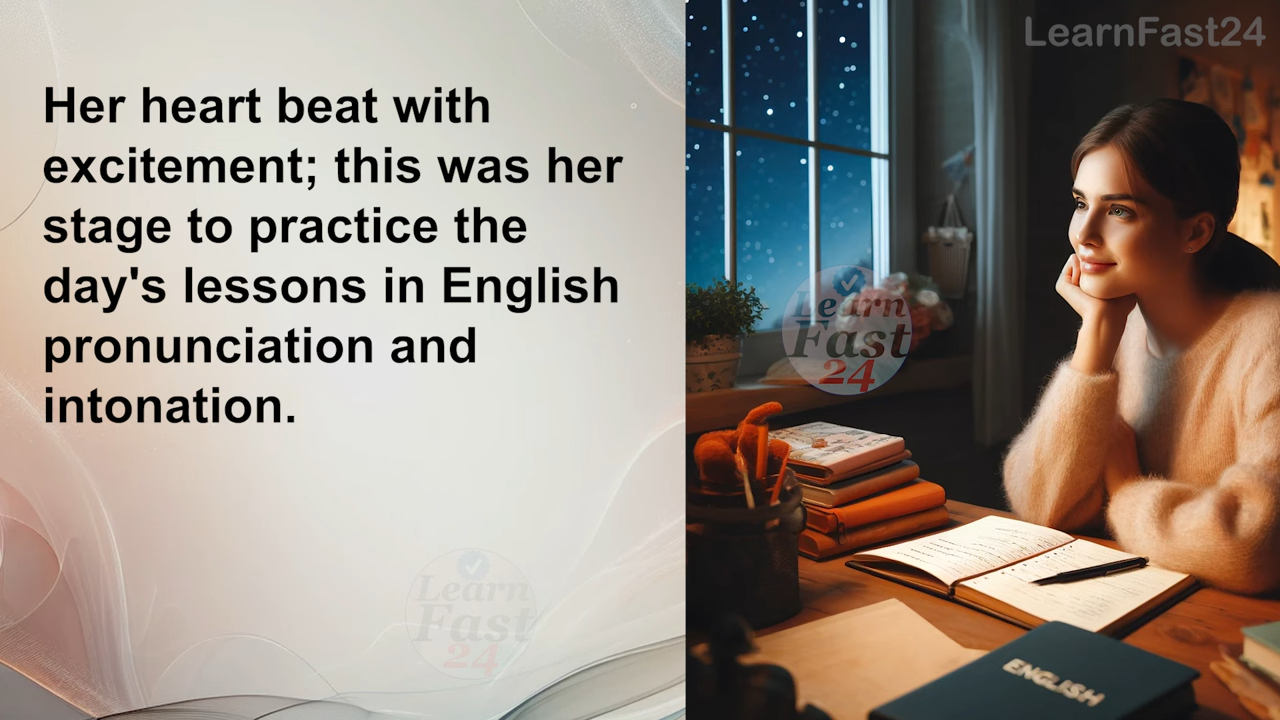 LearnFast24
Her heart beat with
excitement; this was her
stage to practice the
day's lessons in English
pronunciation and
intonation.
Learn
Fast
24
Learn
Fast
24
ENGLISH